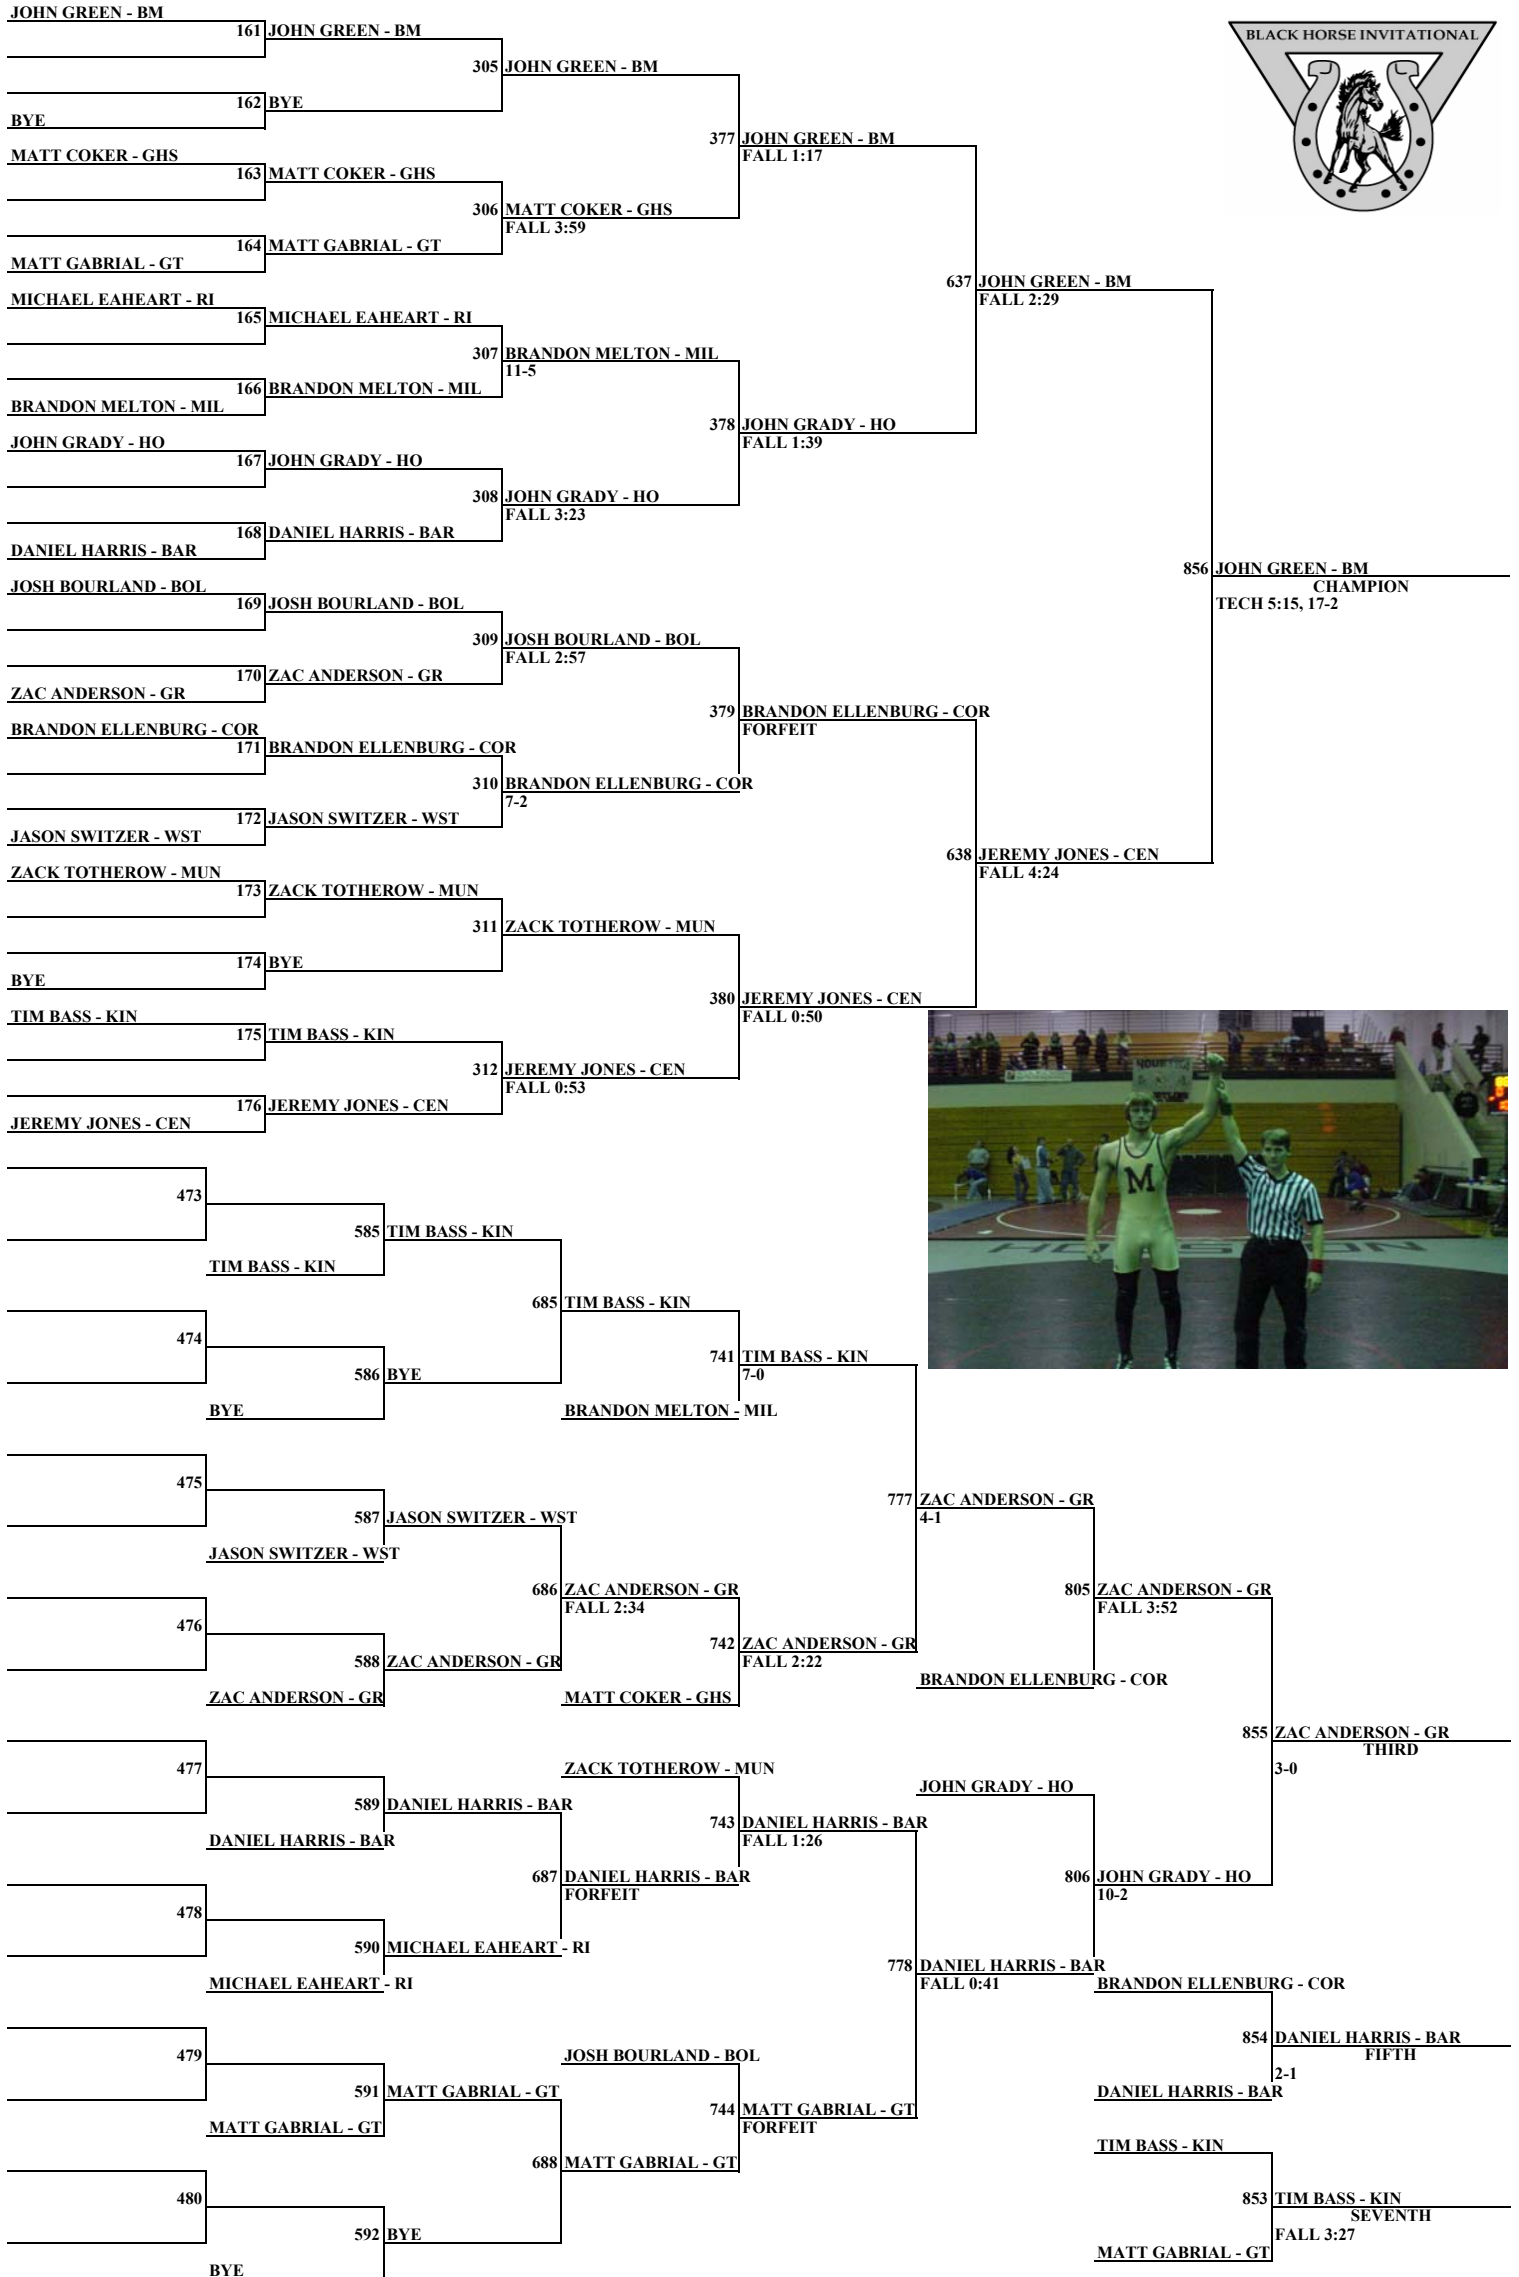 JOHN GREEN - BM
161 JOHN GREEN - BM
BLACK HORSE INVITATIONAL
305 JOHN GREEN - BM
162 BYE
BYE
377 JOHN GREEN - BM
FALL 1:17
MATT COKER - GHS
163 MATT COKER - GHS
306 MATT COKER - GHS
FALL 3:59
164 MATT GABRIAL - GT
MATT GABRIAL - GT
637 JOHN GREEN - BM
FALL 2:29
MICHAEL EAHEART - RI
165 MICHAEL EAHEART - RI
307 BRANDON MELTON - MIL
11-5
166 BRANDON MELTON - MIL
BRANDON MELTON - MIL
378 JOHN GRADY - HO
FALL 1:39
JOHN GRADY - HO
167 JOHN GRADY - HO
308 JOHN GRADY - HO
FALL 3:23
168 DANIEL HARRIS - BAR
DANIEL HARRIS - BAR
856 JOHN GREEN - BM
CHAMPION
TECH 5:15, 17-2
JOSH BOURLAND - BOL
169 JOSH BOURLAND - BOL
309 JOSH BOURLAND - BOL
FALL 2:57
170 ZAC ANDERSON - GR
ZAC ANDERSON - GR
379 BRANDON ELLENBURG - COR
FORFEIT
BRANDON ELLENBURG - COR
171 BRANDON ELLENBURG - COR
310 BRANDON ELLENBURG - COR
7-2
172 JASON SWITZER - WST
JASON SWITZER - WST
638 JEREMY JONES - CEN
FALL 4:24
ZACK TOTHEROW - MUN
173 ZACK TOTHEROW - MUN
311 ZACK TOTHEROW - MUN
174 BYE
BYE
380 JEREMY JONES - CEN
FALL 0:50
TIM BASS - KIN
175 TIM BASS - KIN
312 JEREMY JONES - CEN
FALL 0:53
176 JEREMY JONES - CEN
JEREMY JONES - CEN
M
HOUSTON
473
585 TIM BASS - KIN
TIM BASS - KIN
685 TIM BASS - KIN
474
741 TIM BASS - KIN
7-0
586 BYE
BYE
BRANDON MELTON - MIL
475
777 ZAC ANDERSON - GR
4-1
587 JASON SWITZER - WST
JASON SWITZER - WST
686 ZAC ANDERSON - GR
FALL 2:34
805 ZAC ANDERSON - GR
FALL 3:52
476
742 ZAC ANDERSON - GR
FALL 2:22
588 ZAC ANDERSON - GR
BRANDON ELLENBURG - COR
ZAC ANDERSON - GR
MATT COKER - GHS
855 ZAC ANDERSON - GR
THIRD
3-0
477
ZACK TOTHEROW - MUN
JOHN GRADY - HO
589 DANIEL HARRIS - BAR
743 DANIEL HARRIS - BAR
FALL 1:26
DANIEL HARRIS - BAR
687 DANIEL HARRIS - BAR
FORFEIT
806 JOHN GRADY - HO
10-2
478
590 MICHAEL EAHEART - RI
778 DANIEL HARRIS - BAR
FALL 0:41
MICHAEL EAHEART - RI
BRANDON ELLENBURG - COR
854 DANIEL HARRIS - BAR
FIFTH
2-1
479
JOSH BOURLAND - BOL
591 MATT GABRIAL - GT
DANIEL HARRIS - BAR
744 MATT GABRIAL - GT
FORFEIT
MATT GABRIAL - GT
TIM BASS - KIN
688 MATT GABRIAL - GT
480
853 TIM BASS - KIN
SEVENTH
FALL 3:27
592 BYE
MATT GABRIAL - GT
BYE